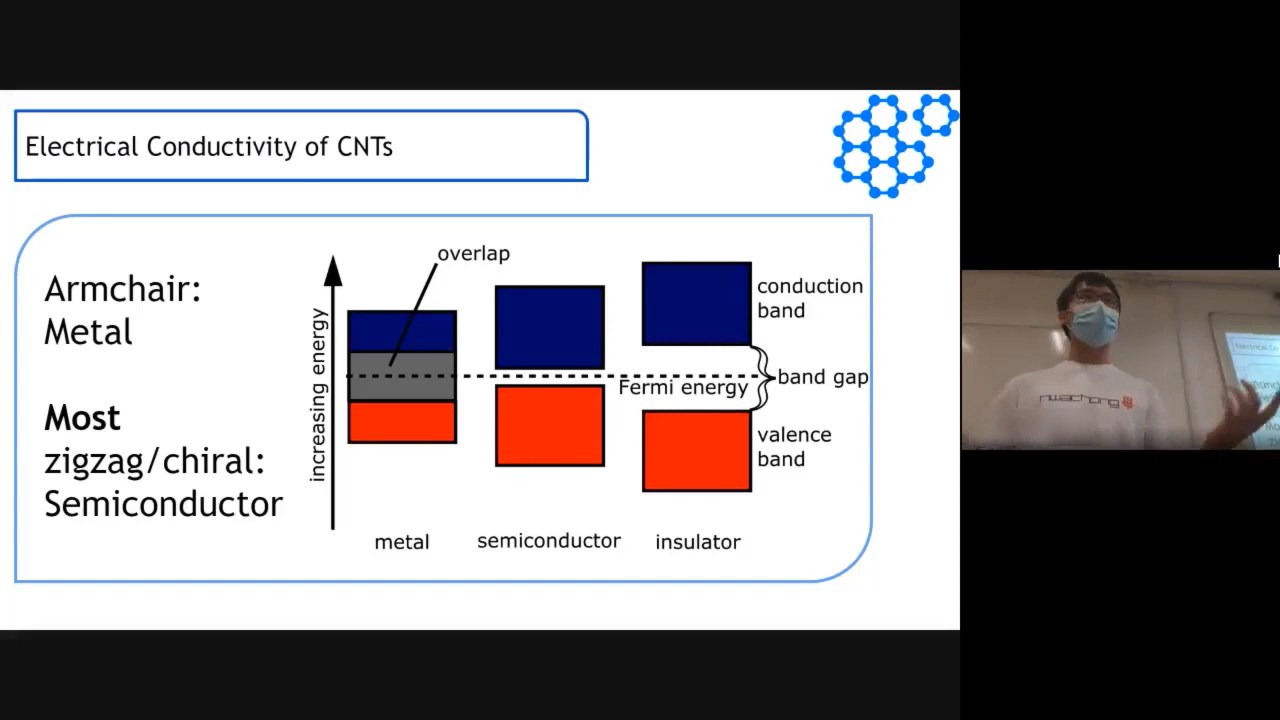 Electrical Conductivity of CNTs
Armchair:
Metal
Most
zigzag/chiral:
Semiconductor
increasing energy
overlap
conduction
band
Fermi energy
band gap
valence
band
metal
semiconductor
insulator